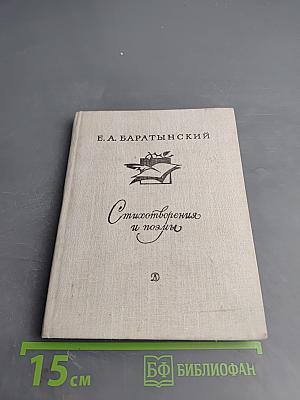 Е. А. БАРАТЫНСКИЙ
Стихотворения
и поэмы
Д
15 см
БФ БИБЛИОФАН